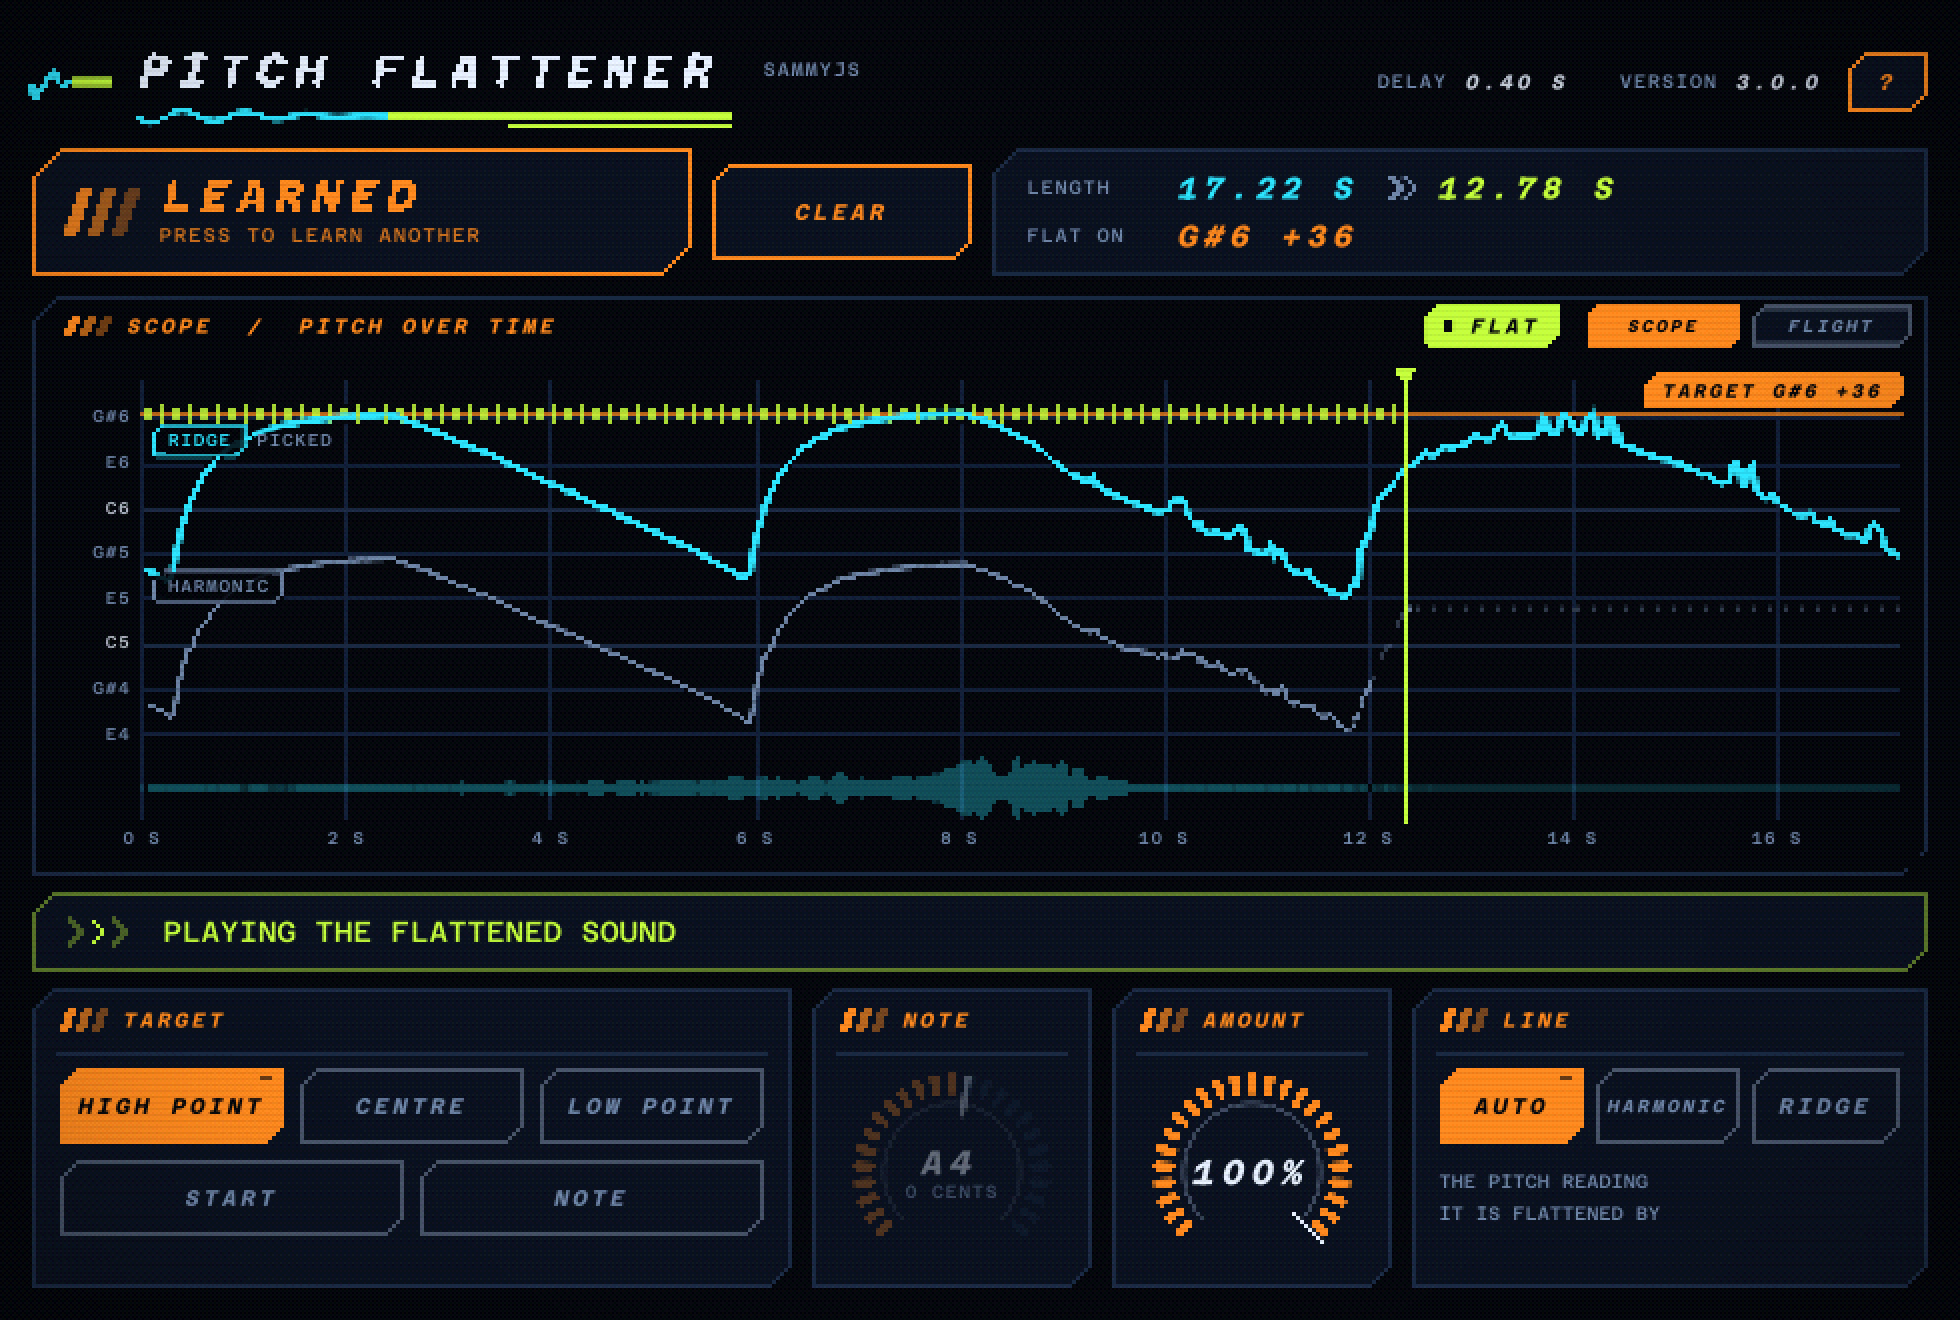 PITCH FLATTENER SAMMYJS
DELAY 0.40 S VERSION 3.0.0 ?
LEARNED
PRESS TO LEARN ANOTHER
CLEAR
LENGTH 17.22 S 12.78 S
FLAT ON G#6 +36
SCOPE / PITCH OVER TIME
FLAT SCOPE FLIGHT
TARGET G#6 +36
G#6
RIDGE PICKED
E6
C6
G#5
HARMONIC
E5
C5
G#4
E4
0 S 2 S 4 S 6 S 8 S 10 S 12 S 14 S 16 S
PLAYING THE FLATTENED SOUND
TARGET
HIGH POINT CENTRE LOW POINT
START NOTE
NOTE
A4
0 CENTS
AMOUNT
100%
LINE
AUTO HARMONIC RIDGE
THE PITCH READING
IT IS FLATTENED BY